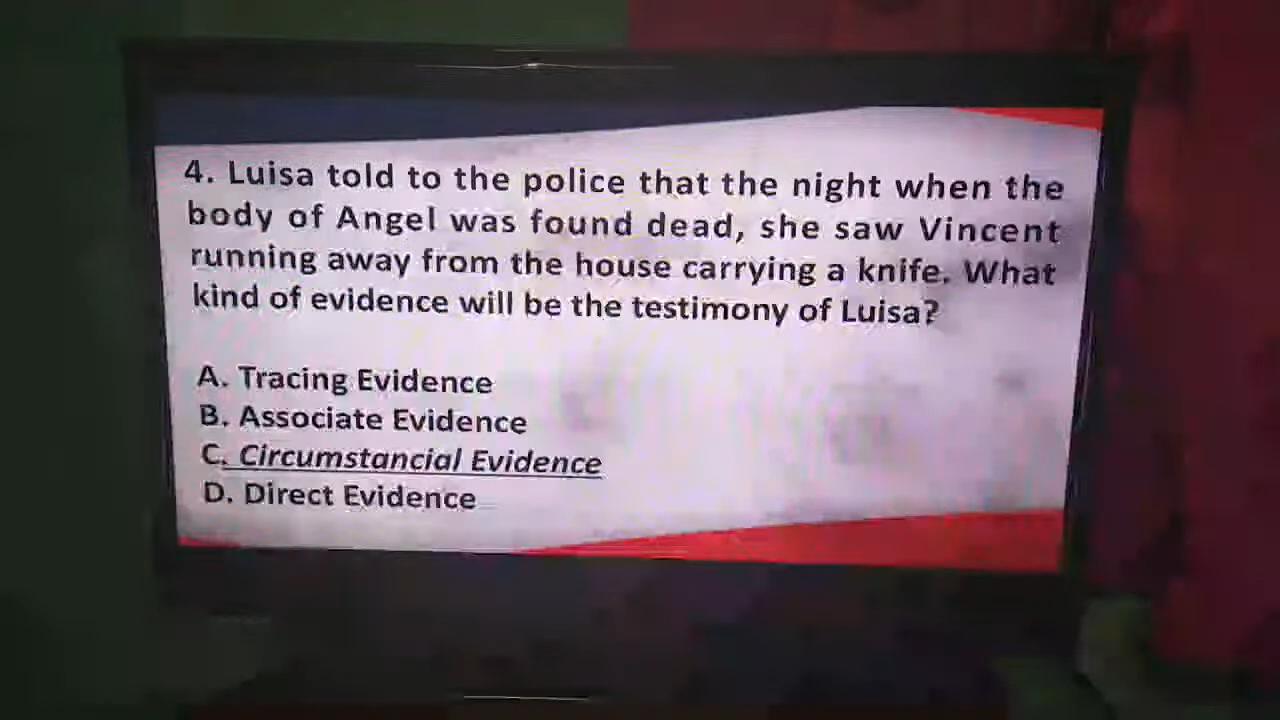 4. Luisa told to the police that the night when the
body of Angel was found dead, she saw Vincent
running away from the house carrying a knife. What
kind of evidence will be the testimony of Luisa?
A. Tracing Evidence
B. Associate Evidence
C. Circumstancial Evidence
D. Direct Evidence